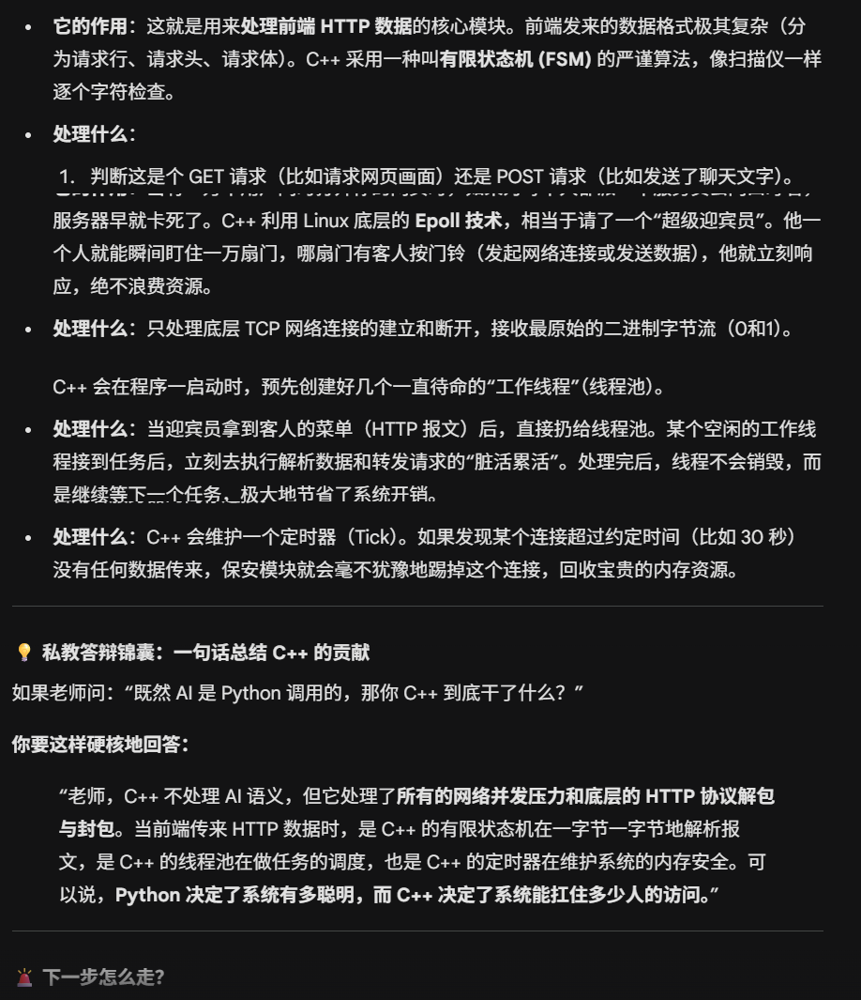 • 它的作用：这就是用来处理前端 HTTP 数据的核心模块。前端发来的数据格式极其复杂（分
为请求行、请求头、请求体）。C++ 采用一种叫有限状态机 (FSM) 的严谨算法，像扫描仪一样
逐个字符检查。
• 处理什么：
1. 判断这是个 GET 请求（比如请求网页画面）还是 POST 请求（比如发送了聊天文字）。
服务器早就卡死了。C++ 利用 Linux 底层的 Epoll 技术，相当于请了一个“超级迎宾员”。他一
个人就能瞬间盯住一万扇门，哪扇门有客人按门铃（发起网络连接或发送数据），他就立刻响
应，绝不浪费资源。
• 处理什么：只处理底层 TCP 网络连接的建立和断开，接收最原始的二进制字节流（0和1）。
C++ 会在程序一启动时，预先创建好几个一直待命的“工作线程”（线程池）。
• 处理什么：当迎宾员拿到客人的菜单（HTTP 报文）后，直接扔给线程池。某个空闲的工作线
程接到任务后，立刻去执行解析数据和转发请求的“脏活累活”。处理完后，线程不会销毁，而
是继续等下一个任务，极大地节省了系统开销。
• 处理什么：C++ 会维护一个定时器（Tick）。如果发现某个连接超过约定时间（比如 30 秒）
没有任何数据传来，保安模块就会毫不犹豫地踢掉这个连接，回收宝贵的内存资源。
💡 私教答辩锦囊：一句话总结 C++ 的贡献
如果老师问：“既然 AI 是 Python 调用的，那你 C++ 到底干了什么？”
你要这样硬核地回答：
“老师，C++ 不处理 AI 语义，但它处理了所有的网络并发压力和底层的 HTTP 协议解包
与封包。当前端传来 HTTP 数据时，是 C++ 的有限状态机在一字节一字节地解析报
文，是 C++ 的线程池在做任务的调度，也是 C++ 的定时器在维护系统的内存安全。可
以说，Python 决定了系统有多聪明，而 C++ 决定了系统能扛住多少人的访问。”
🚨 下一步怎么走？